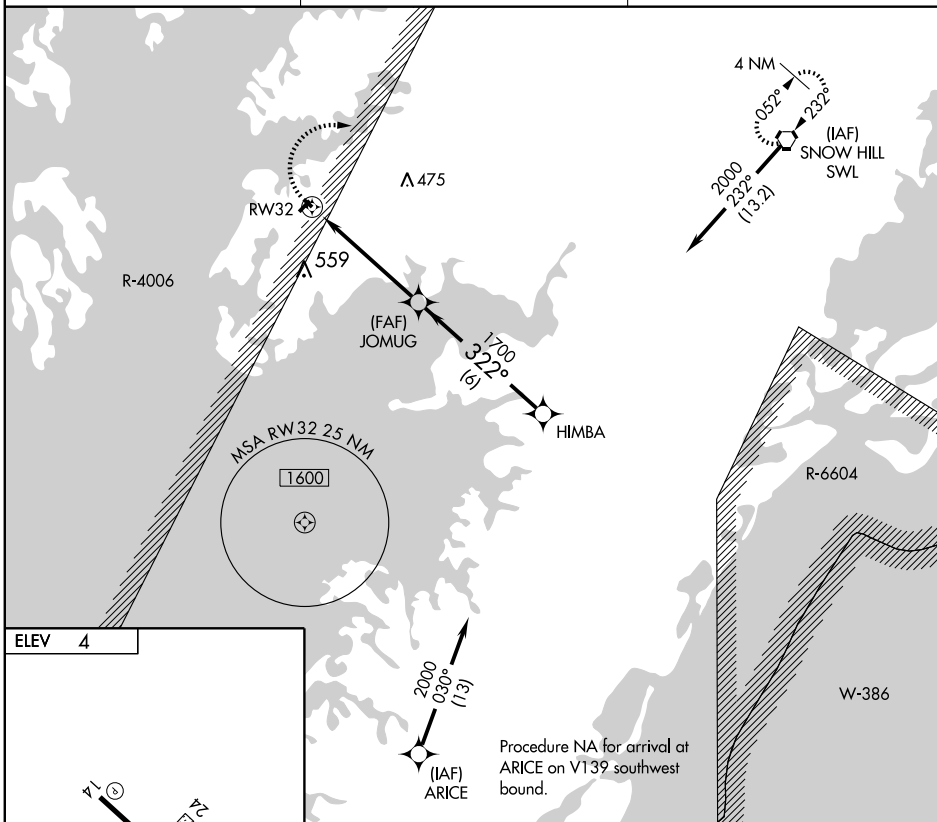 4 NM
052°
232°
(IAF)
SNOW HILL
SWL
2000
232°
(13.2)
475
RW32
559
R-4006
(FAF)
JOMUG
1700
322°
(6)
HIMBA
MSA RW32 25 NM
1600
R-6604
ELEV 4
2000
030°
(13)
W-386
(IAF)
ARICE
Procedure NA for arrival at
ARICE on V139 southwest
bound.
14
P
24